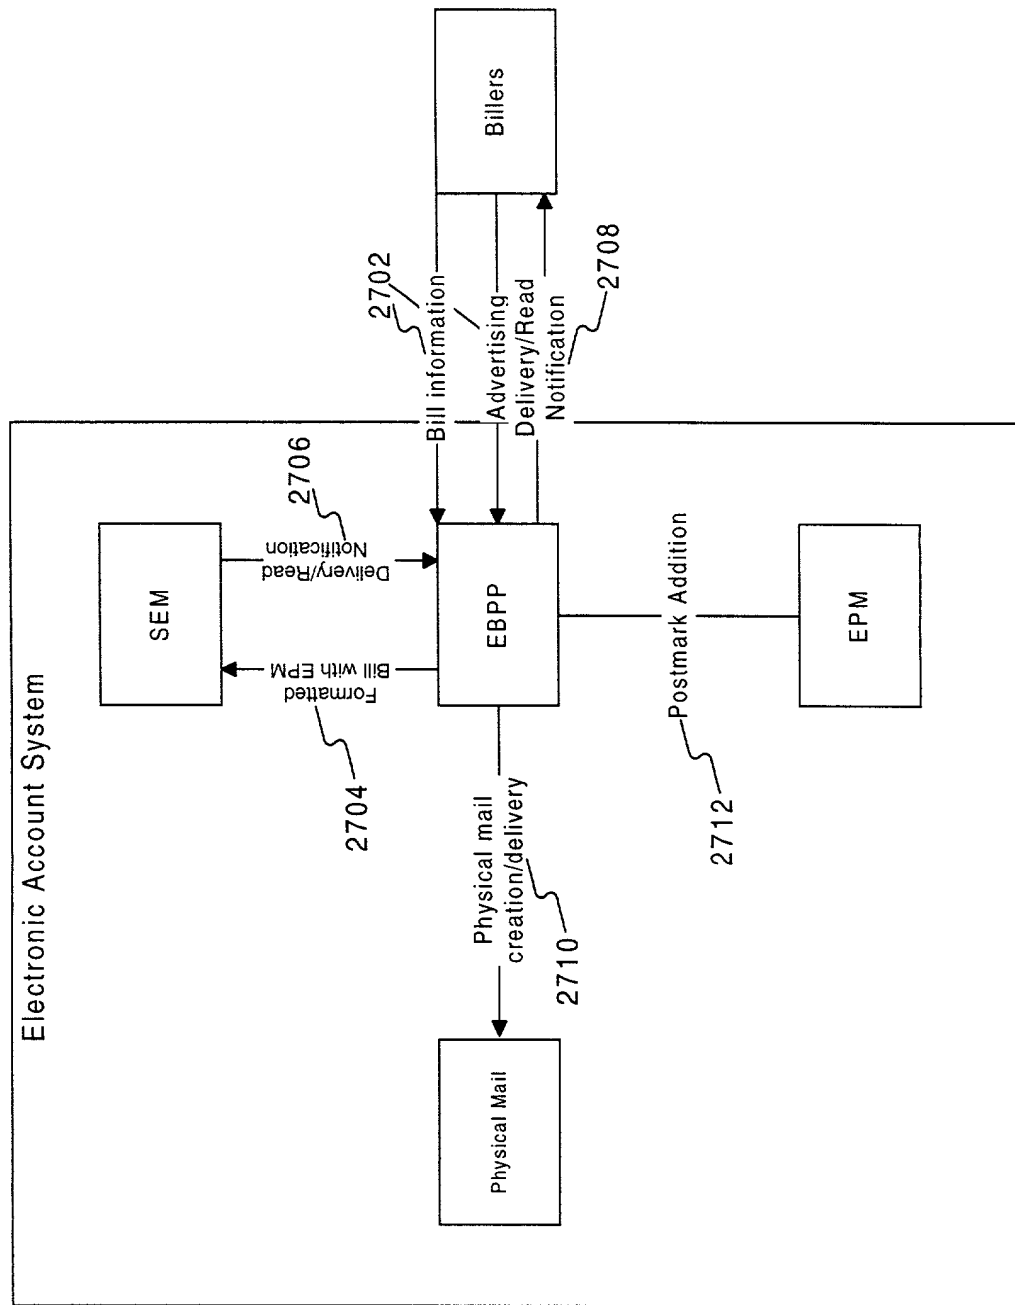 Electronic Account System
SEM
Formatted
Bill with EPM
2704
Delivery/Read
Notification
2706
Physical Mail
Physical mail
creation/delivery
2710
EBPP
Bill information
2702
Advertising
Delivery/Read
Notification
2708
Billers
Postmark Addition
2712
EPM